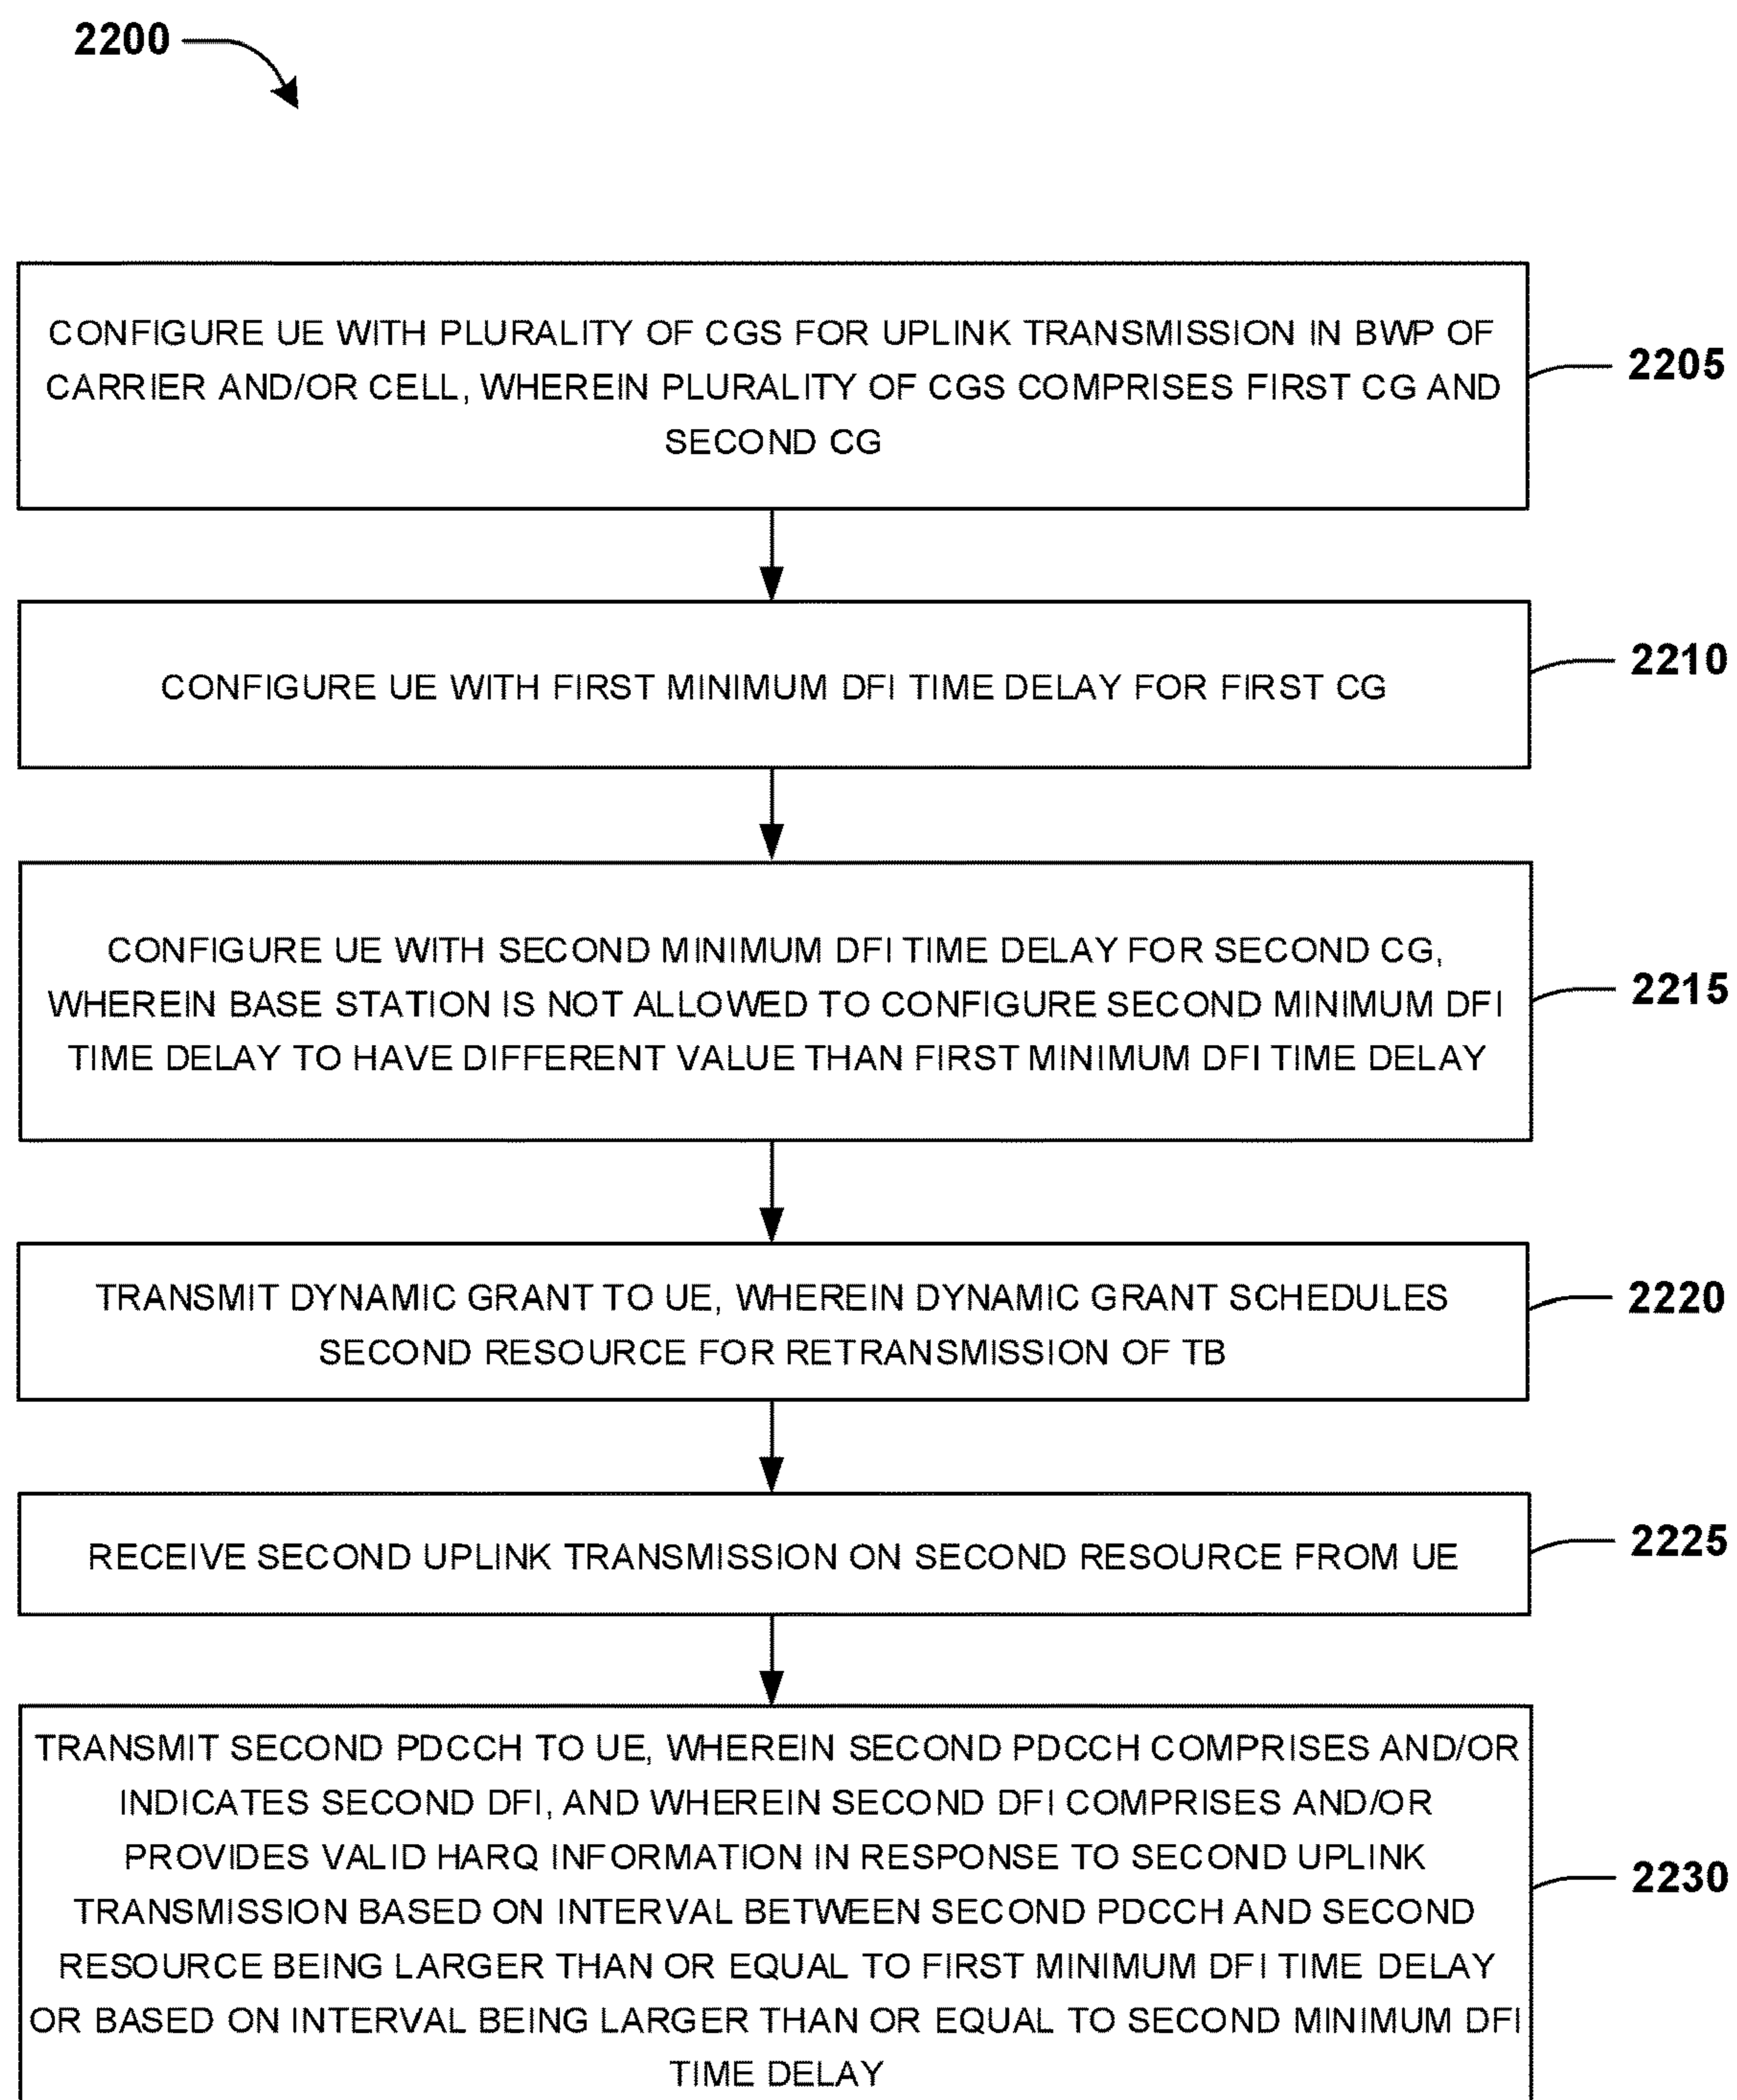 2200
CONFIGURE UE WITH PLURALITY OF CGS FOR UPLINK TRANSMISSION IN BWP OF
CARRIER AND/OR CELL, WHEREIN PLURALITY OF CGS COMPRISES FIRST CG AND
SECOND CG
2205
CONFIGURE UE WITH FIRST MINIMUM DFI TIME DELAY FOR FIRST CG
2210
CONFIGURE UE WITH SECOND MINIMUM DFI TIME DELAY FOR SECOND CG,
WHEREIN BASE STATION IS NOT ALLOWED TO CONFIGURE SECOND MINIMUM DFI
TIME DELAY TO HAVE DIFFERENT VALUE THAN FIRST MINIMUM DFI TIME DELAY
2215
TRANSMIT DYNAMIC GRANT TO UE, WHEREIN DYNAMIC GRANT SCHEDULES
SECOND RESOURCE FOR RETRANSMISSION OF TB
2220
RECEIVE SECOND UPLINK TRANSMISSION ON SECOND RESOURCE FROM UE
2225
TRANSMIT SECOND PDCCH TO UE, WHEREIN SECOND PDCCH COMPRISES AND/OR
INDICATES SECOND DFI, AND WHEREIN SECOND DFI COMPRISES AND/OR
PROVIDES VALID HARQ INFORMATION IN RESPONSE TO SECOND UPLINK
TRANSMISSION BASED ON INTERVAL BETWEEN SECOND PDCCH AND SECOND
RESOURCE BEING LARGER THAN OR EQUAL TO FIRST MINIMUM DFI TIME DELAY
OR BASED ON INTERVAL BEING LARGER THAN OR EQUAL TO SECOND MINIMUM DFI
TIME DELAY
2230